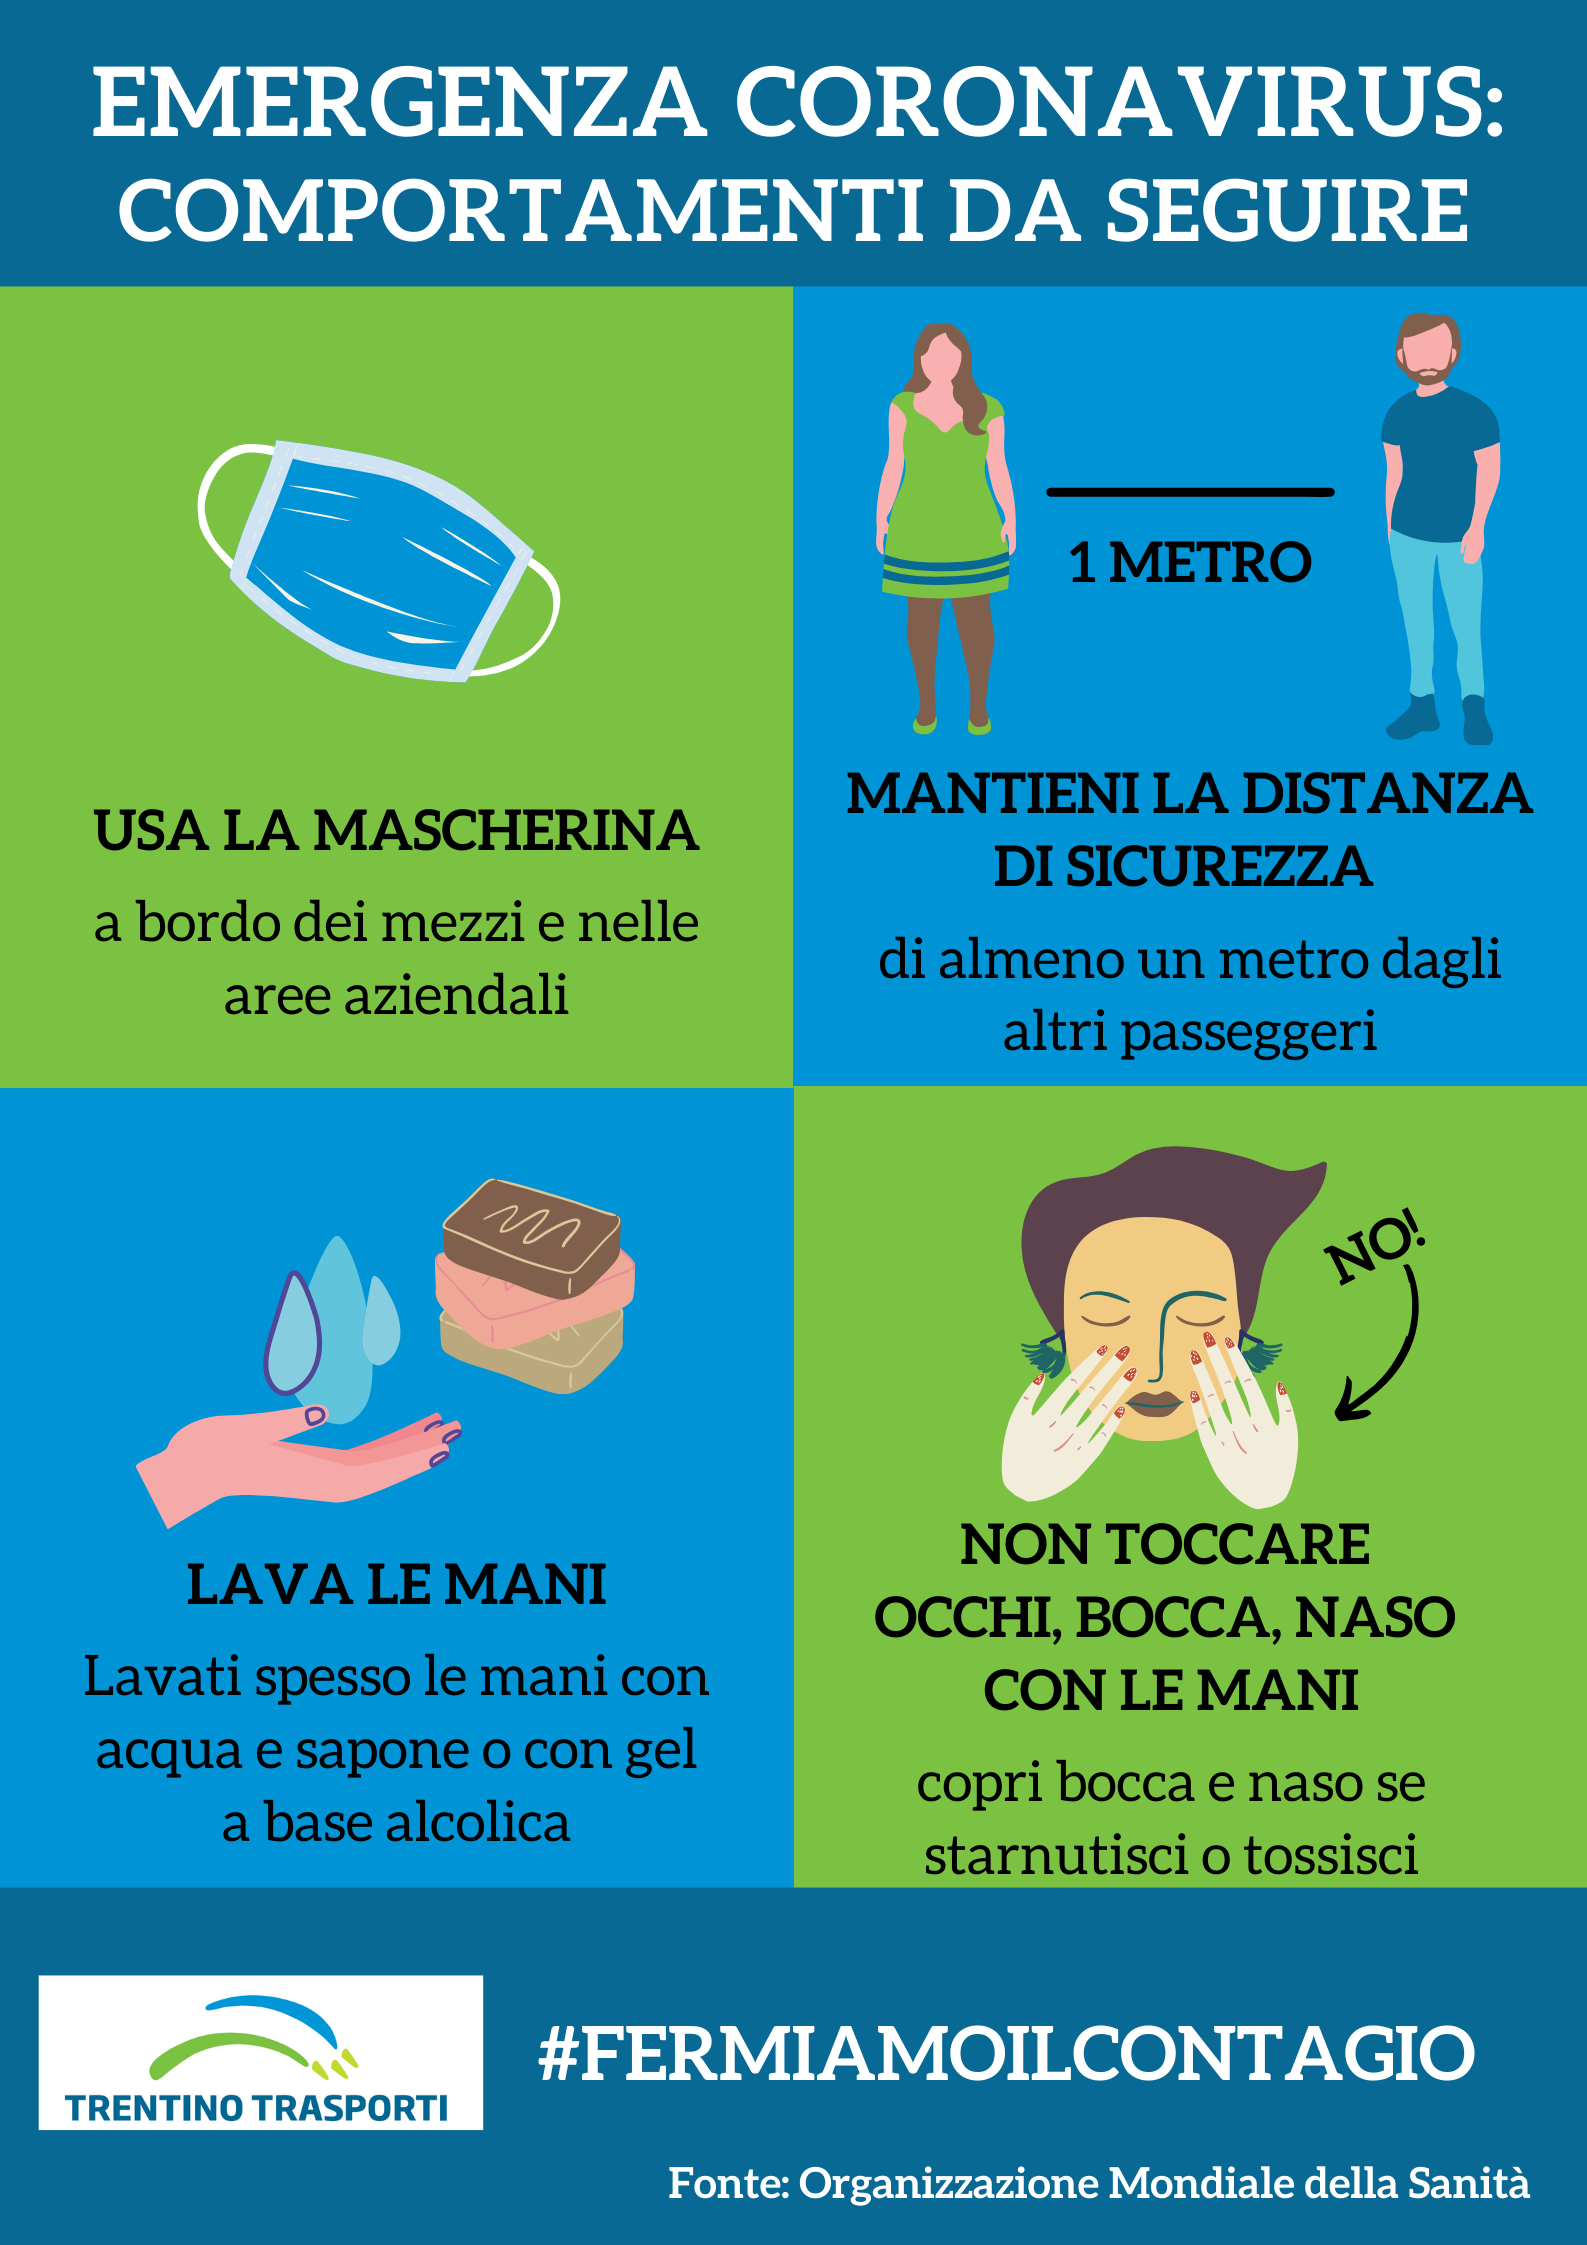 EMERGENZA CORONAVIRUS:
COMPORTAMENTI DA SEGUIRE
USA LA MASCHERINA
a bordo dei mezzi e nelle
aree aziendali
1 METRO
MANTIENI LA DISTANZA
DI SICUREZZA
di almeno un metro dagli
altri passeggeri
LAVA LE MANI
Lavati spesso le mani con
acqua e sapone o con gel
a base alcolica
NO!
NON TOCCARE
OCCHI, BOCCA, NASO
CON LE MANI
copri bocca e naso se
starnutisci o tossisci
TRENTINO TRASPORTI
#FERMIAMOILCONTAGIO
Fonte: Organizzazione Mondiale della Sanità